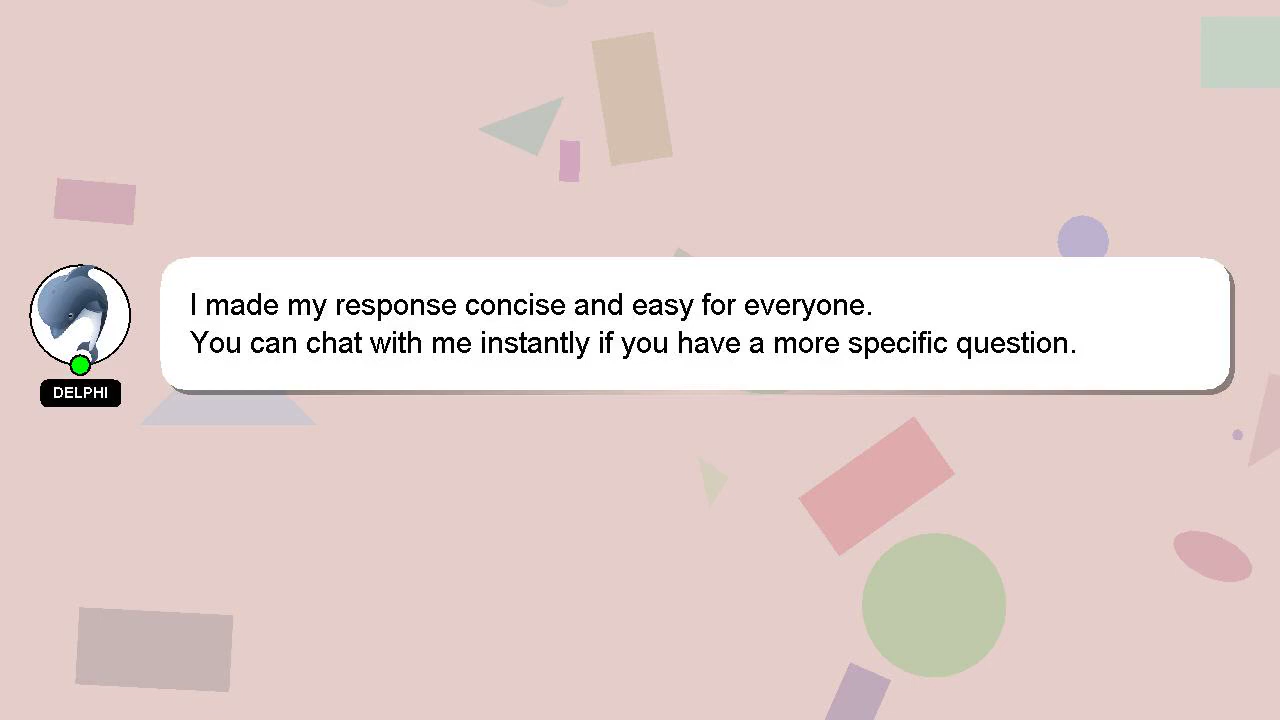 I made my response concise and easy for everyone.
You can chat with me instantly if you have a more specific question.
DELPHI